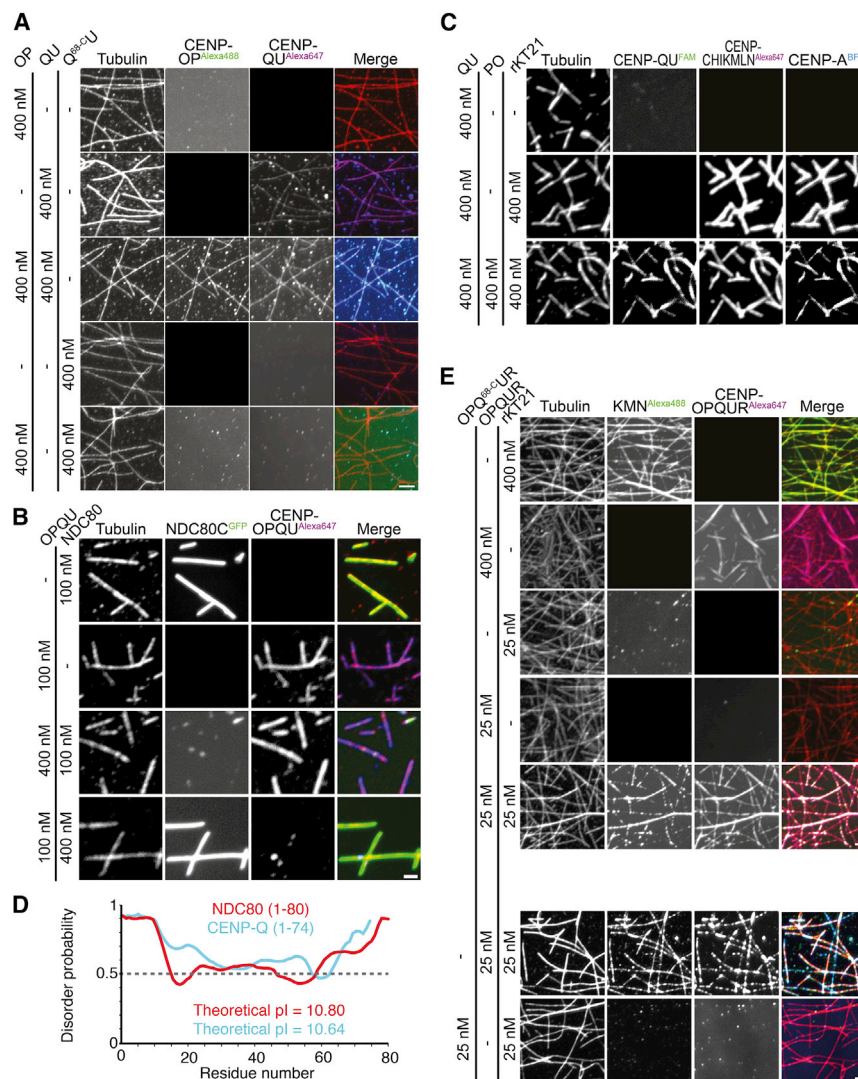 A
OP
QU
Q68-CU
Tubulin
CENP-
OPAlexa488
CENP-
QUAlexa647
Merge
400 nM
-
-
-
400 nM
-
400 nM
400 nM
-
-
-
400 nM
400 nM
-
400 nM
B
OPQU
NDC80
Tubulin
NDC80CGFP
CENP-
OPQUAlexa647
Merge
-
100 nM
100 nM
-
400 nM
100 nM
100 nM
400 nM
C
QU
PO
rKT21
Tubulin
CENP-QUFAM
CENP-
CHIKMLNAlexa647
CENP-ABF
400 nM
-
-
400 nM
-
400 nM
400 nM
400 nM
400 nM
D
Disorder probability
1
0.5
0
NDC80 (1-80)
CENP-Q (1-74)
Theoretical pI = 10.80
Theoretical pI = 10.64
0
20
40
60
80
Residue number
E
OPQ68-CUR
OPQUR
rKT21
Tubulin
KMNAlexa488
CENP-
OPQURAlexa647
Merge
-
400 nM
400 nM
-
-
25 nM
25 nM
-
25 nM
25 nM
-
25 nM
25 nM
25 nM
-
25 nM